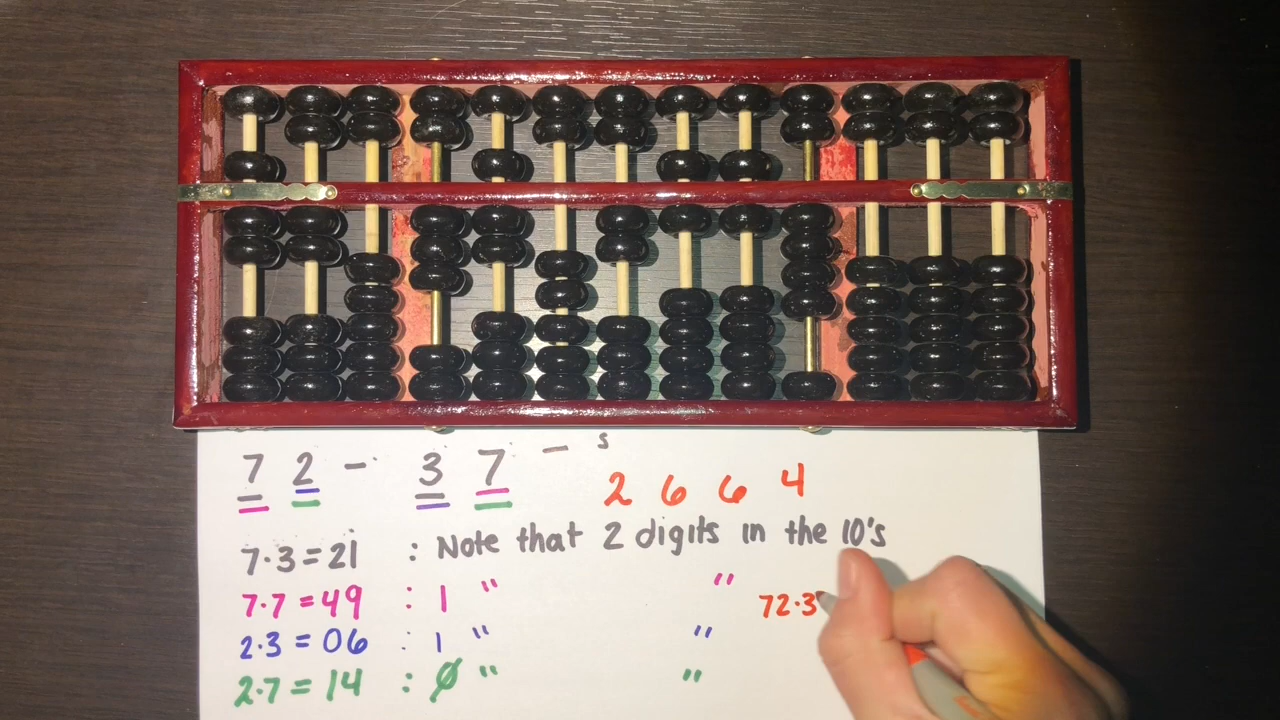 7 2 - 3 7 - s
2 6 6 4
7·3=21 : Note that 2 digits in the 10's
7·7=49 : 1 " "
72·3
2·3=06 : 1 " "
2·7=14 : 0 " "